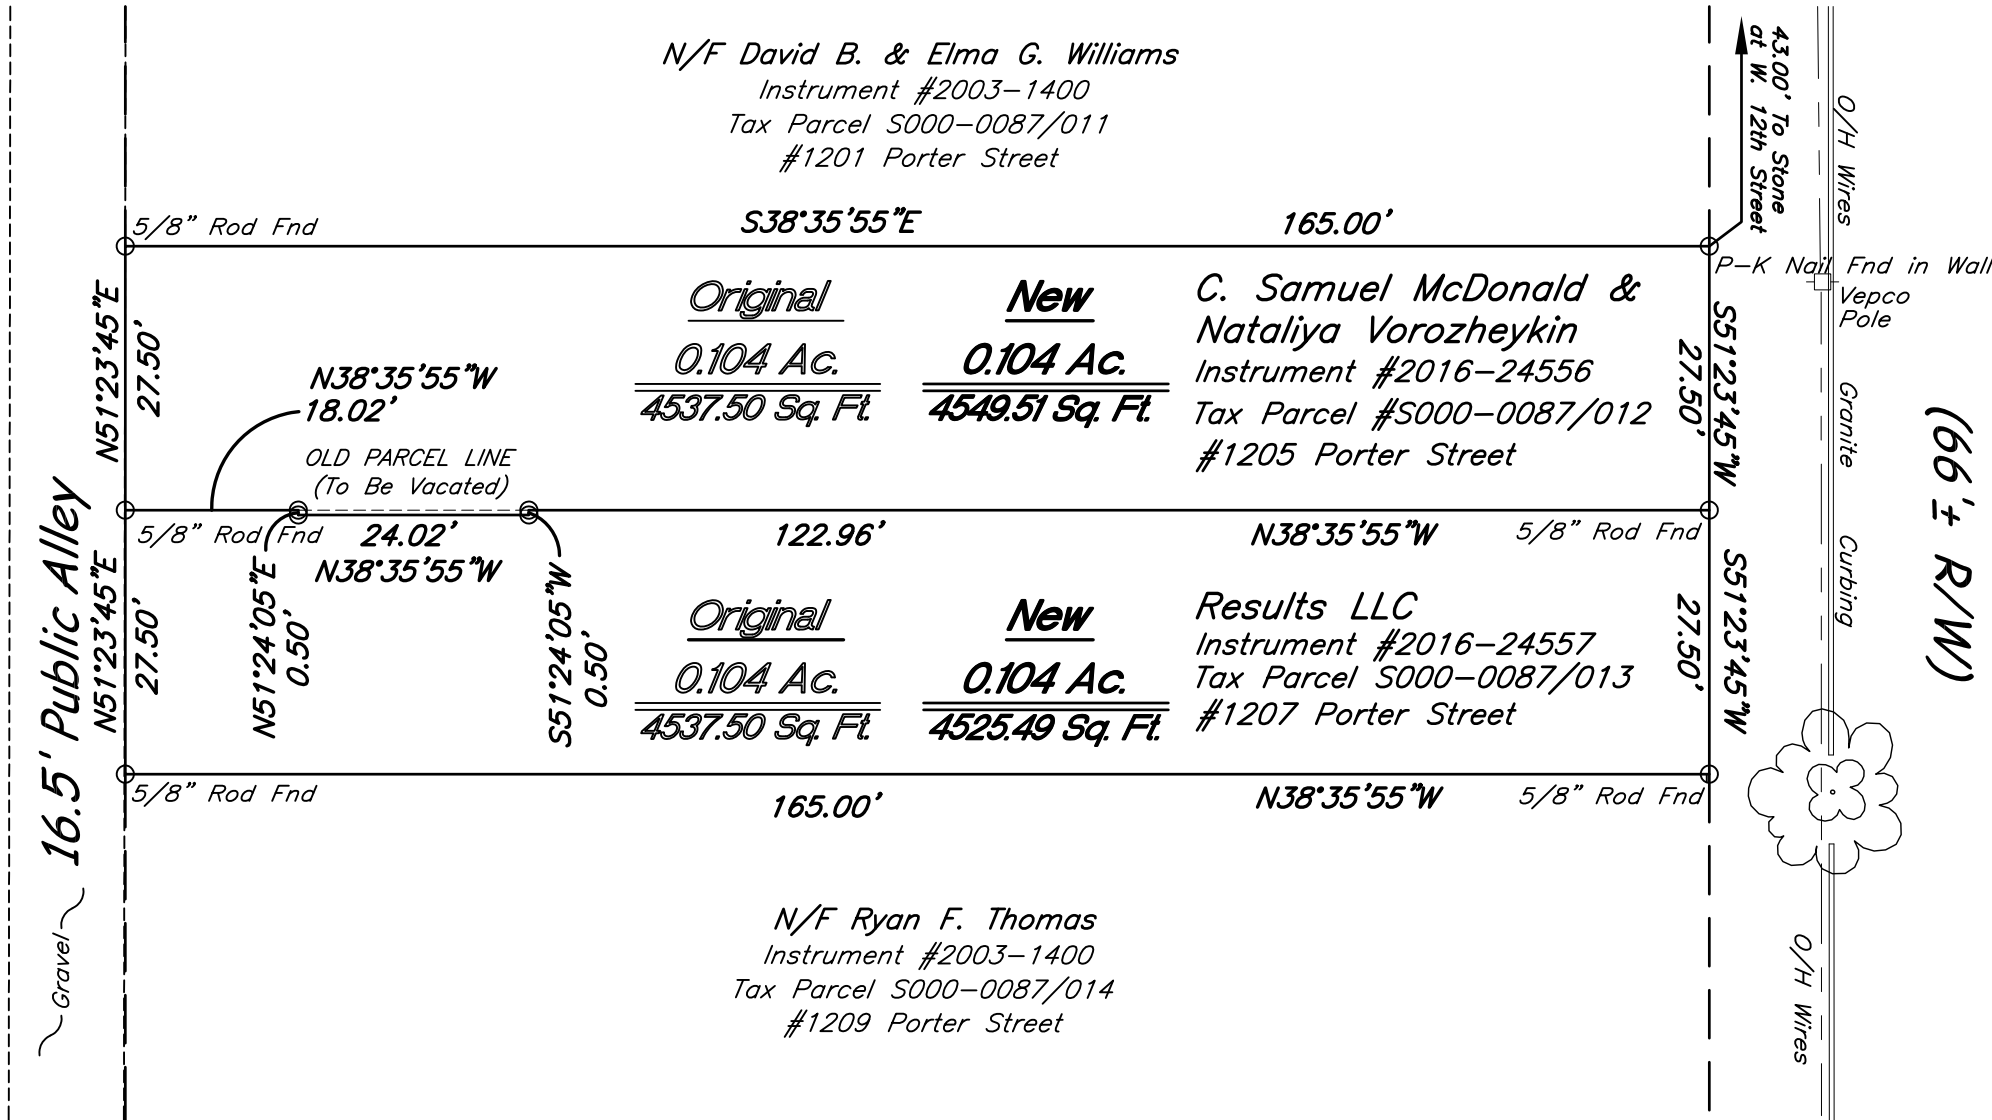 N/F David B. & Elma G. Williams
Instrument #2003-1400
Tax Parcel S000-0087/011
#1201 Porter Street
43.00' To Stone
at W. 12th Street
O/H Wires
5/8" Rod Fnd
S38°35'55"E
165.00'
P-K Nail Fnd in Wall
Vepco
Pole
N51°23'45"E
27.50'
Original
0.104 Ac.
4537.50 Sq. Ft.
New
0.104 Ac.
4549.51 Sq. Ft.
C. Samuel McDonald &
Nataliya Vorozheykin
Instrument #2016-24556
Tax Parcel #S000-0087/012
#1205 Porter Street
27.50'
S51°23'45"W
Granite
Curbing
(66'± R/W)
N38°35'55"W
18.02'
OLD PARCEL LINE
(To Be Vacated)
5/8" Rod Fnd
24.02'
N38°35'55"W
122.96'
N38°35'55"W
5/8" Rod Fnd
16.5' Public Alley
N51°23'45"E
27.50'
N51°24'05"E
0.50'
S51°24'05"W
0.50'
Original
0.104 Ac.
4537.50 Sq. Ft.
New
0.104 Ac.
4525.49 Sq. Ft.
Results LLC
Instrument #2016-24557
Tax Parcel S000-0087/013
#1207 Porter Street
27.50'
S51°23'45"W
5/8" Rod Fnd
165.00'
N38°35'55"W
5/8" Rod Fnd
Gravel
N/F Ryan F. Thomas
Instrument #2003-1400
Tax Parcel S000-0087/014
#1209 Porter Street
O/H Wires